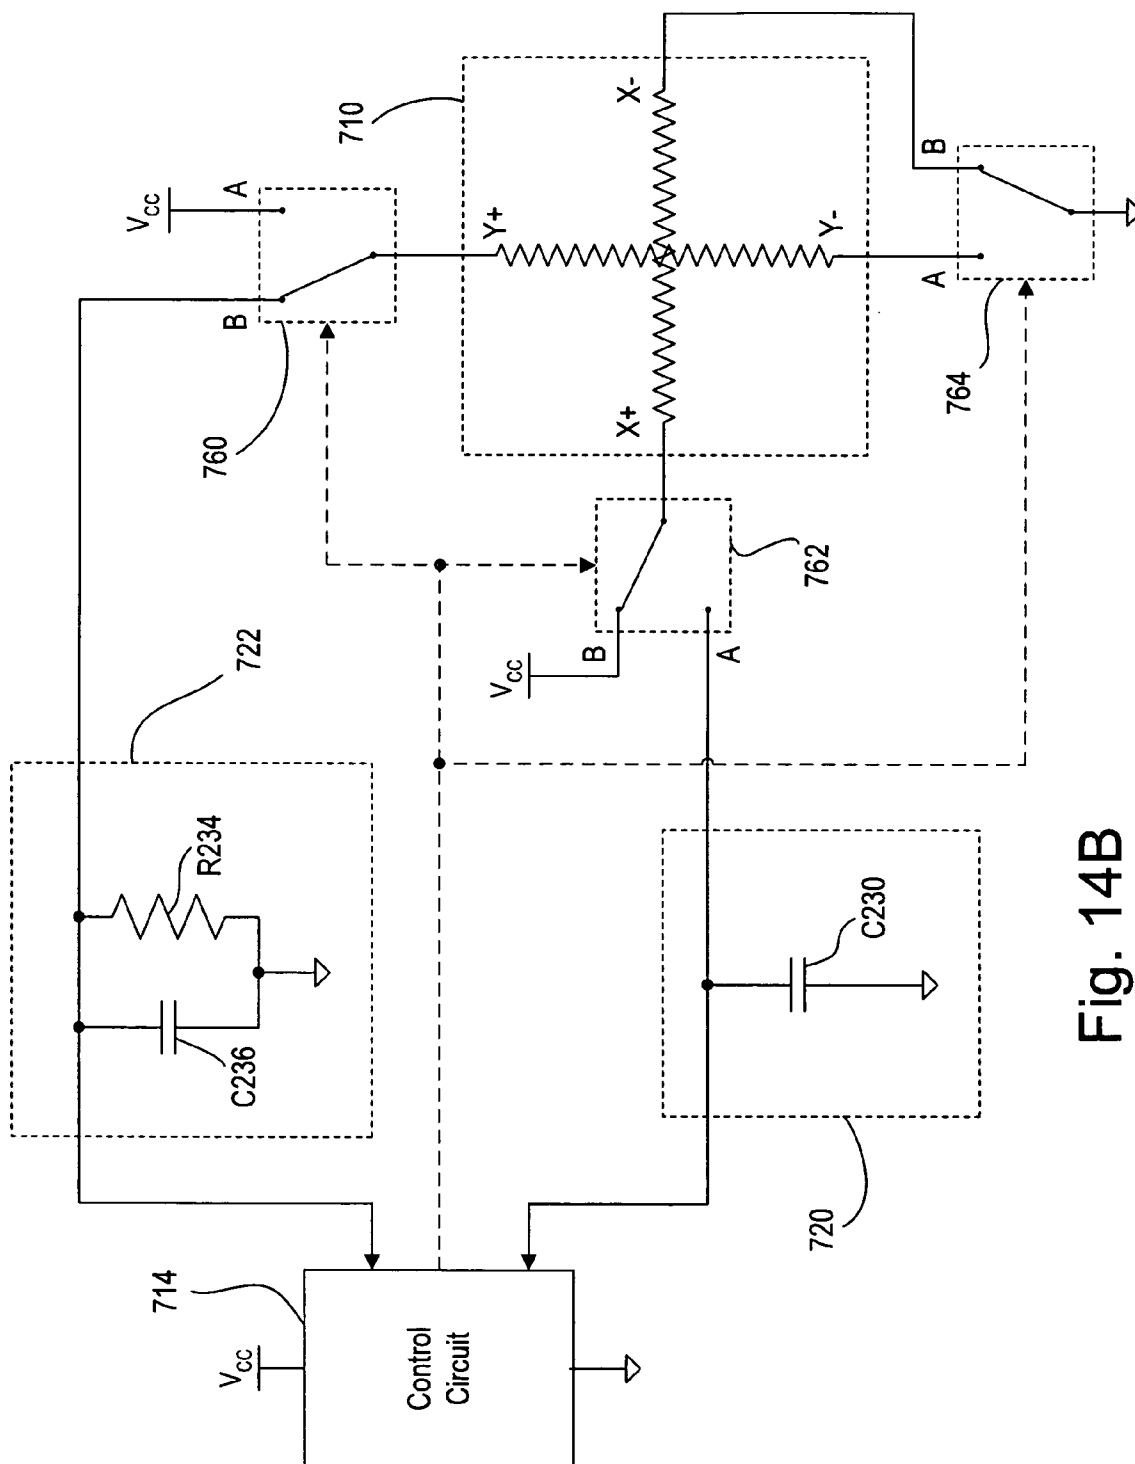 VCC
714
Control
Circuit
722
C236
R234
720
C230
VCC
B
A
762
VCC
A
B
760
710
Y+
X-
X+
Y-
A
B
764
Fig. 14B